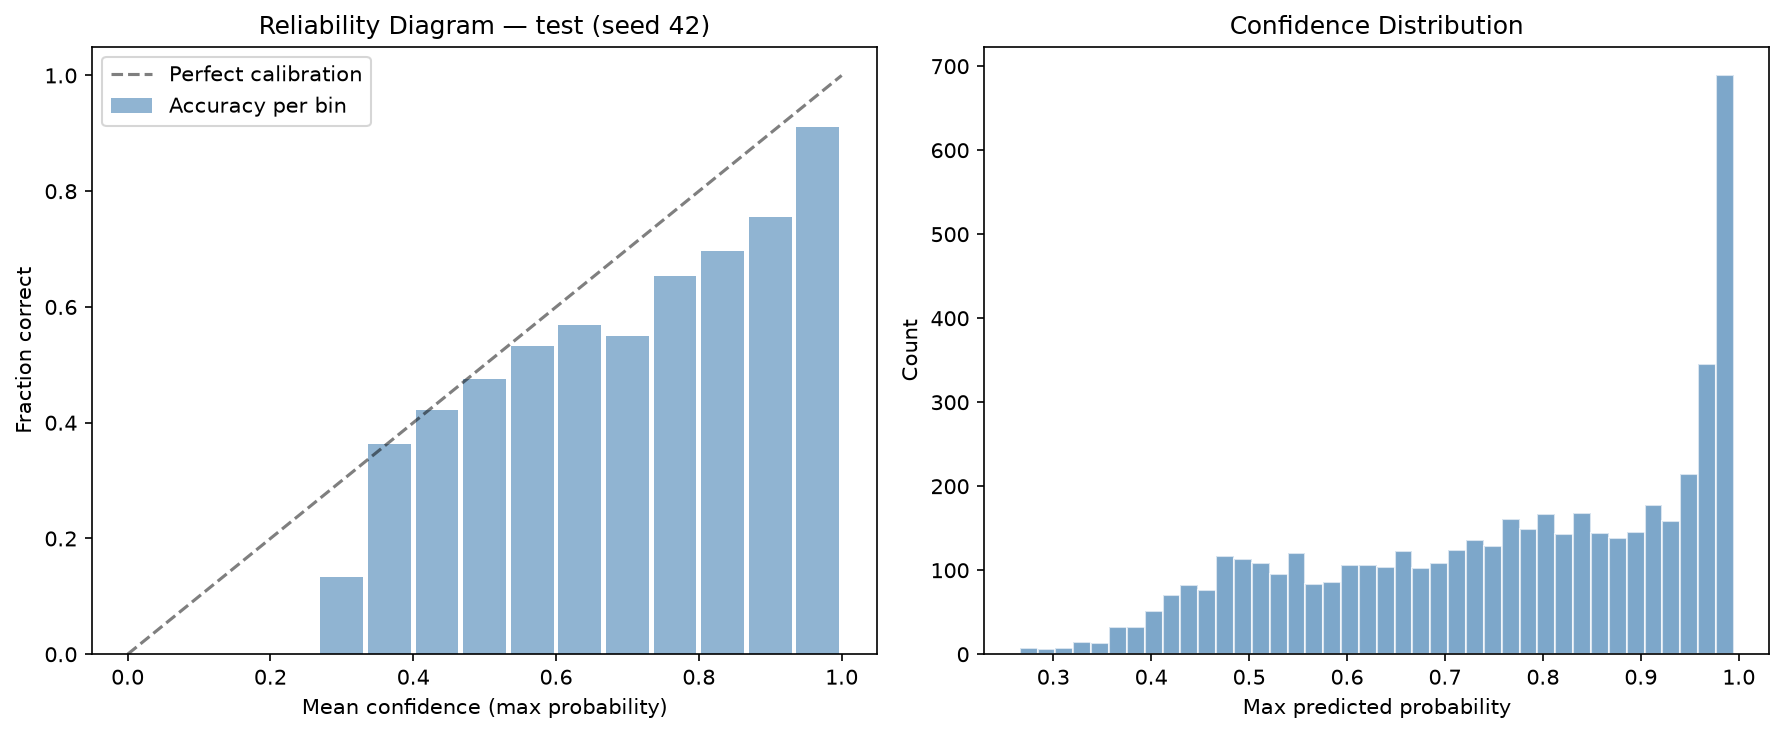 Reliability Diagram — test (seed 42)
Perfect calibration
Accuracy per bin
1.0
0.8
0.6
0.4
0.2
0.0
Fraction correct
0.0 0.2 0.4 0.6 0.8 1.0
Mean confidence (max probability)
Confidence Distribution
700
600
500
400
300
200
100
0
Count
0.3 0.4 0.5 0.6 0.7 0.8 0.9 1.0
Max predicted probability